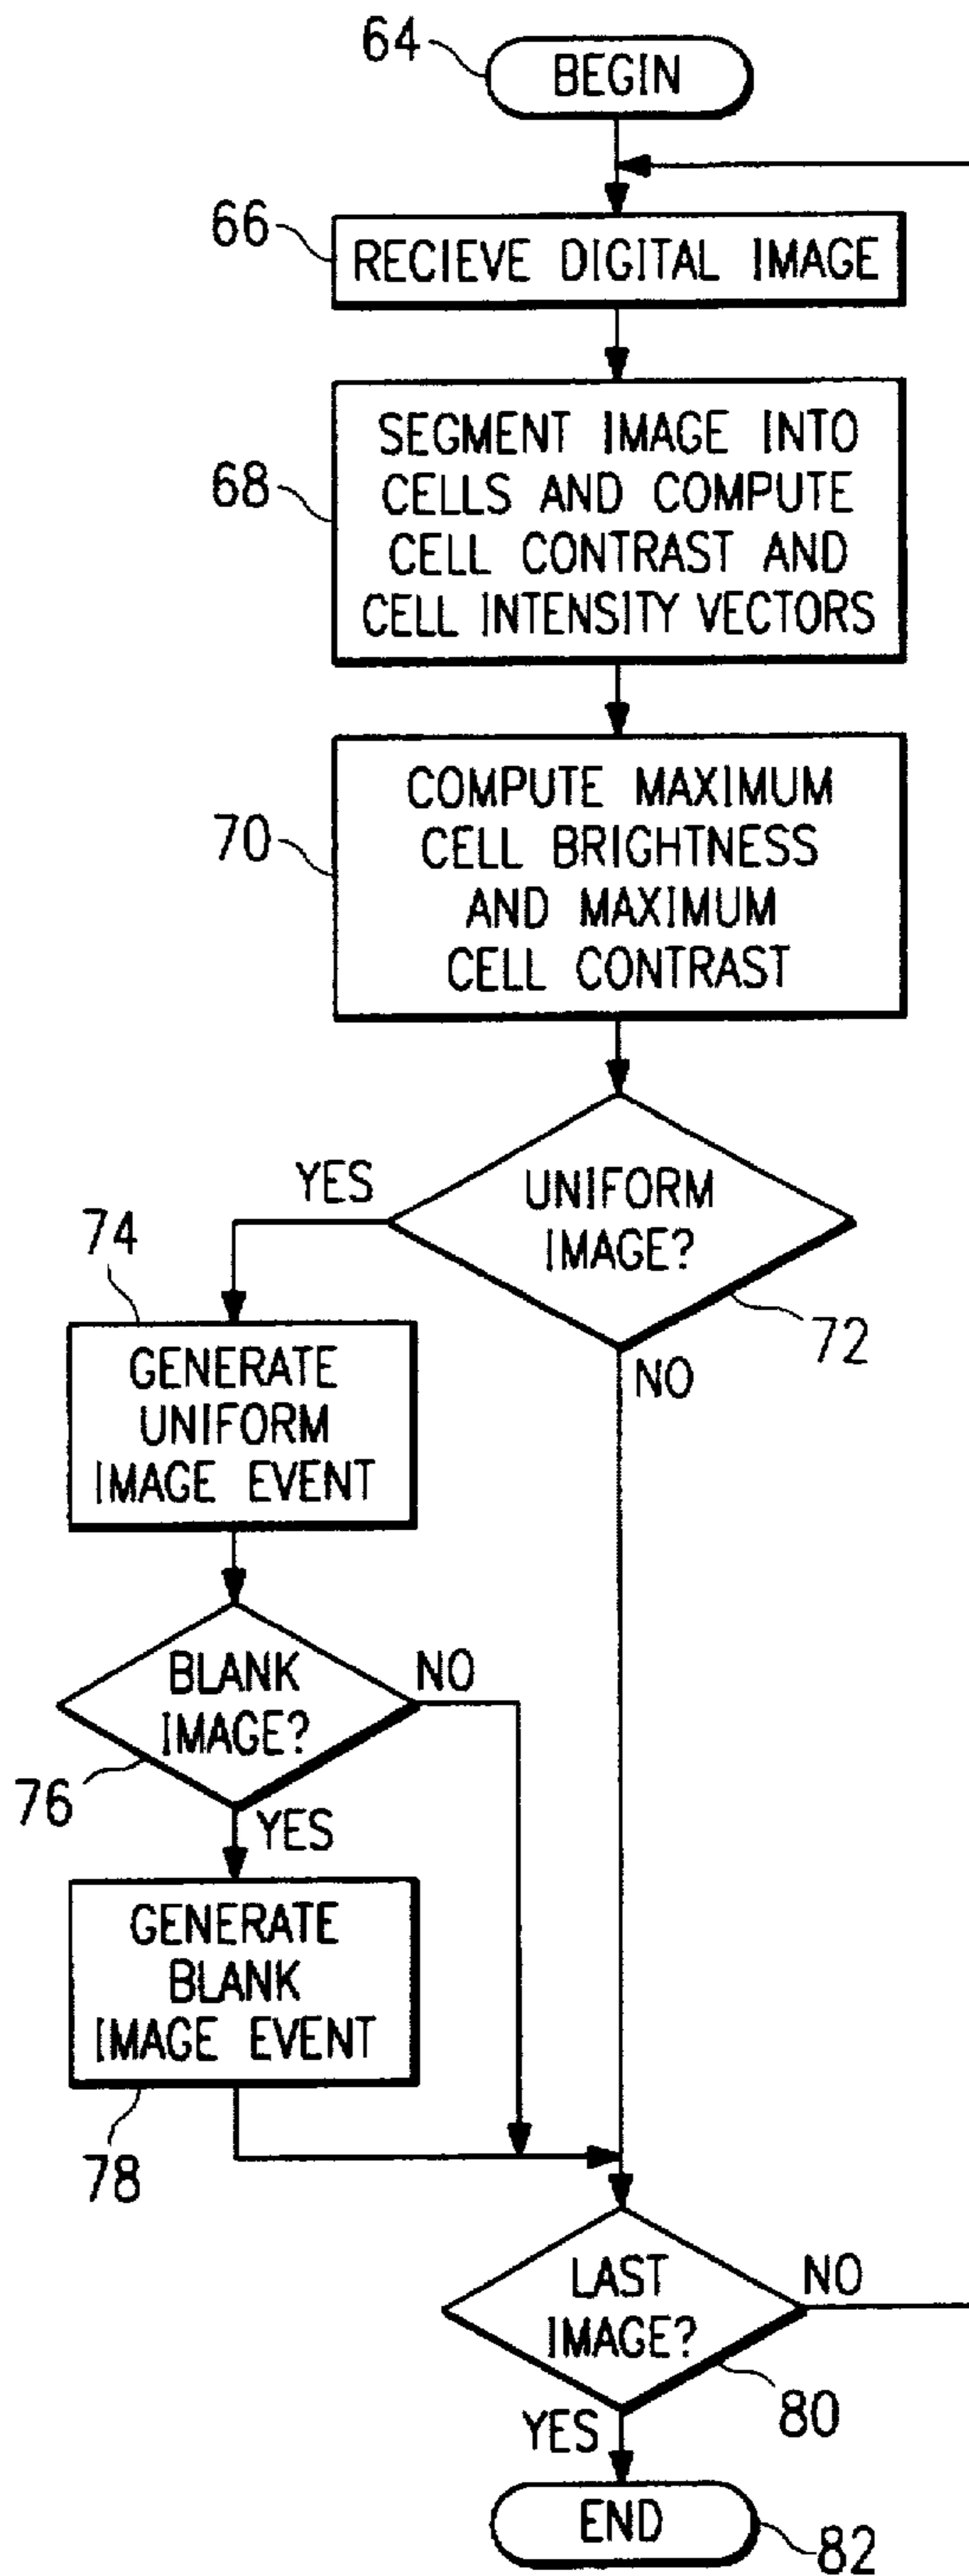 64
BEGIN
66
RECIEVE DIGITAL IMAGE
68
SEGMENT IMAGE INTO
CELLS AND COMPUTE
CELL CONTRAST AND
CELL INTENSITY VECTORS
70
COMPUTE MAXIMUM
CELL BRIGHTNESS
AND MAXIMUM
CELL CONTRAST
YES
UNIFORM
IMAGE?
72
NO
74
GENERATE
UNIFORM
IMAGE EVENT
BLANK
IMAGE?
NO
76
YES
GENERATE
BLANK
IMAGE EVENT
78
LAST
IMAGE?
NO
80
YES
END
82